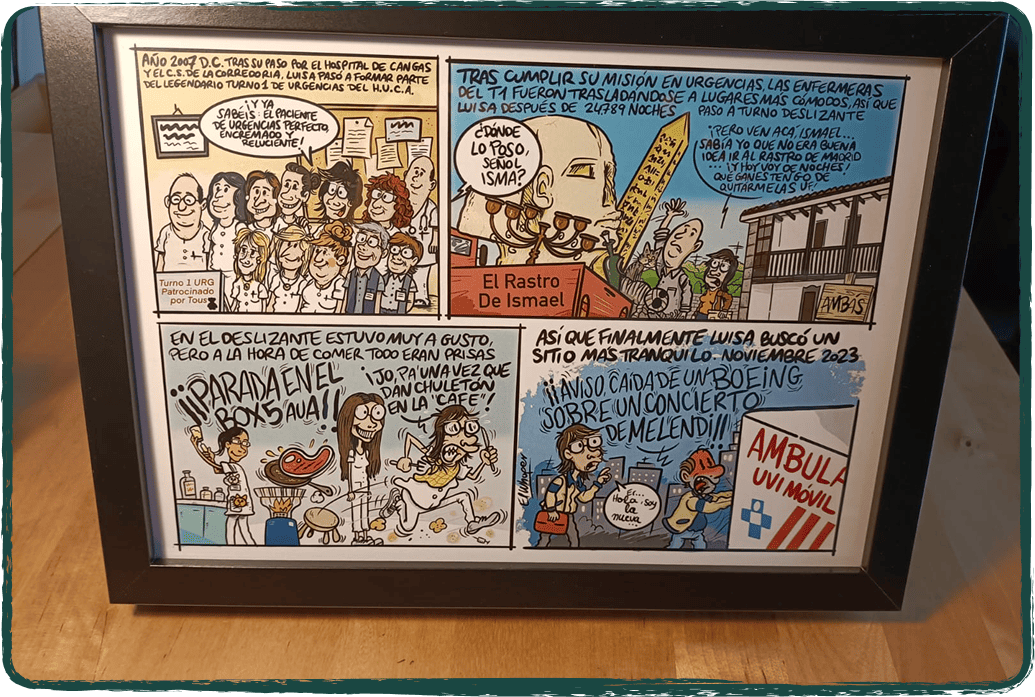 AÑO 2007 D.C. TRAS SU PASO POR EL HOSPITAL DE CANGAS
Y EL C.S. DE LA CORREDORIA, LUISA PASÓ A FORMAR PARTE
DEL LEGENDARIO TURNO 1 DE URGENCIAS DEL H.U.C.A.
¡Y YA
SABÉIS: EL PACIENTE
DE URGENCIAS PERFECTO,
ENCREMADO Y
RELUCIENTE!
Turno 1 URG
Patrocinado
por Tous
TRAS CUMPLIR SU MISIÓN EN URGENCIAS, LAS ENFERMERAS
DEL T1 FUERON TRASLADÁNDOSE A LUGARES MÁS CÓMODOS, ASÍ QUE
LUISA DESPUÉS DE 24,789 NOCHES PASÓ A TURNO DESLIZANTE
¿DÓNDE
LO POSO,
SEÑOL
ISMA?
¡PERO VEN ACÁ, ISMAEL...
SABÍA YO QUE NO ERA BUENA
IDEA IR AL RASTRO DE MADRID
...¡Y HOY VOY DE NOCHES!
QUÉ GANES TENGO DE
QUITÁRMELAS UF!
El Rastro
De Ismael
AMBÁS
EN EL DESLIZANTE ESTUVO MUY A GUSTO,
PERO A LA HORA DE COMER TODO ERAN PRISAS
¡¡PARADA EN EL
BOX5 AUA!!
¡JO, PA UNA VEZ QUE
DAN CHULETÓN
EN LA "CAFE"!
ASÍ QUE FINALMENTE LUISA BUSCÓ UN
SITIO MAS TRANQUILO. NOVIEMBRE 2023
¡¡AVISO, CAÍDA DE UN BOEING
SOBRE UN CONCIERTO
DE MELENDI!!
Hola, soy
la
nueva...
AMBULA
UVI MÓVIL